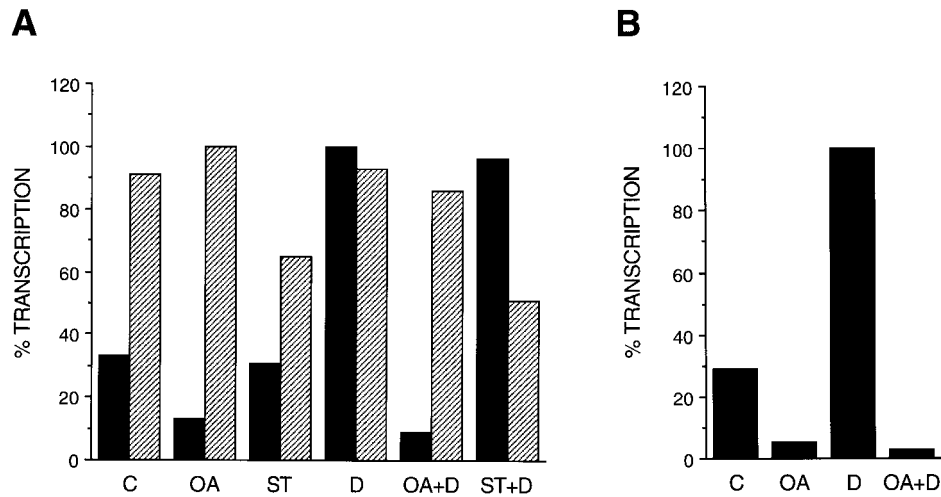 A
B
% TRANSCRIPTION
120
100
80
60
40
20
0
C OA ST D OA+D ST+D
% TRANSCRIPTION
120
100
80
60
40
20
0
C OA D OA+D